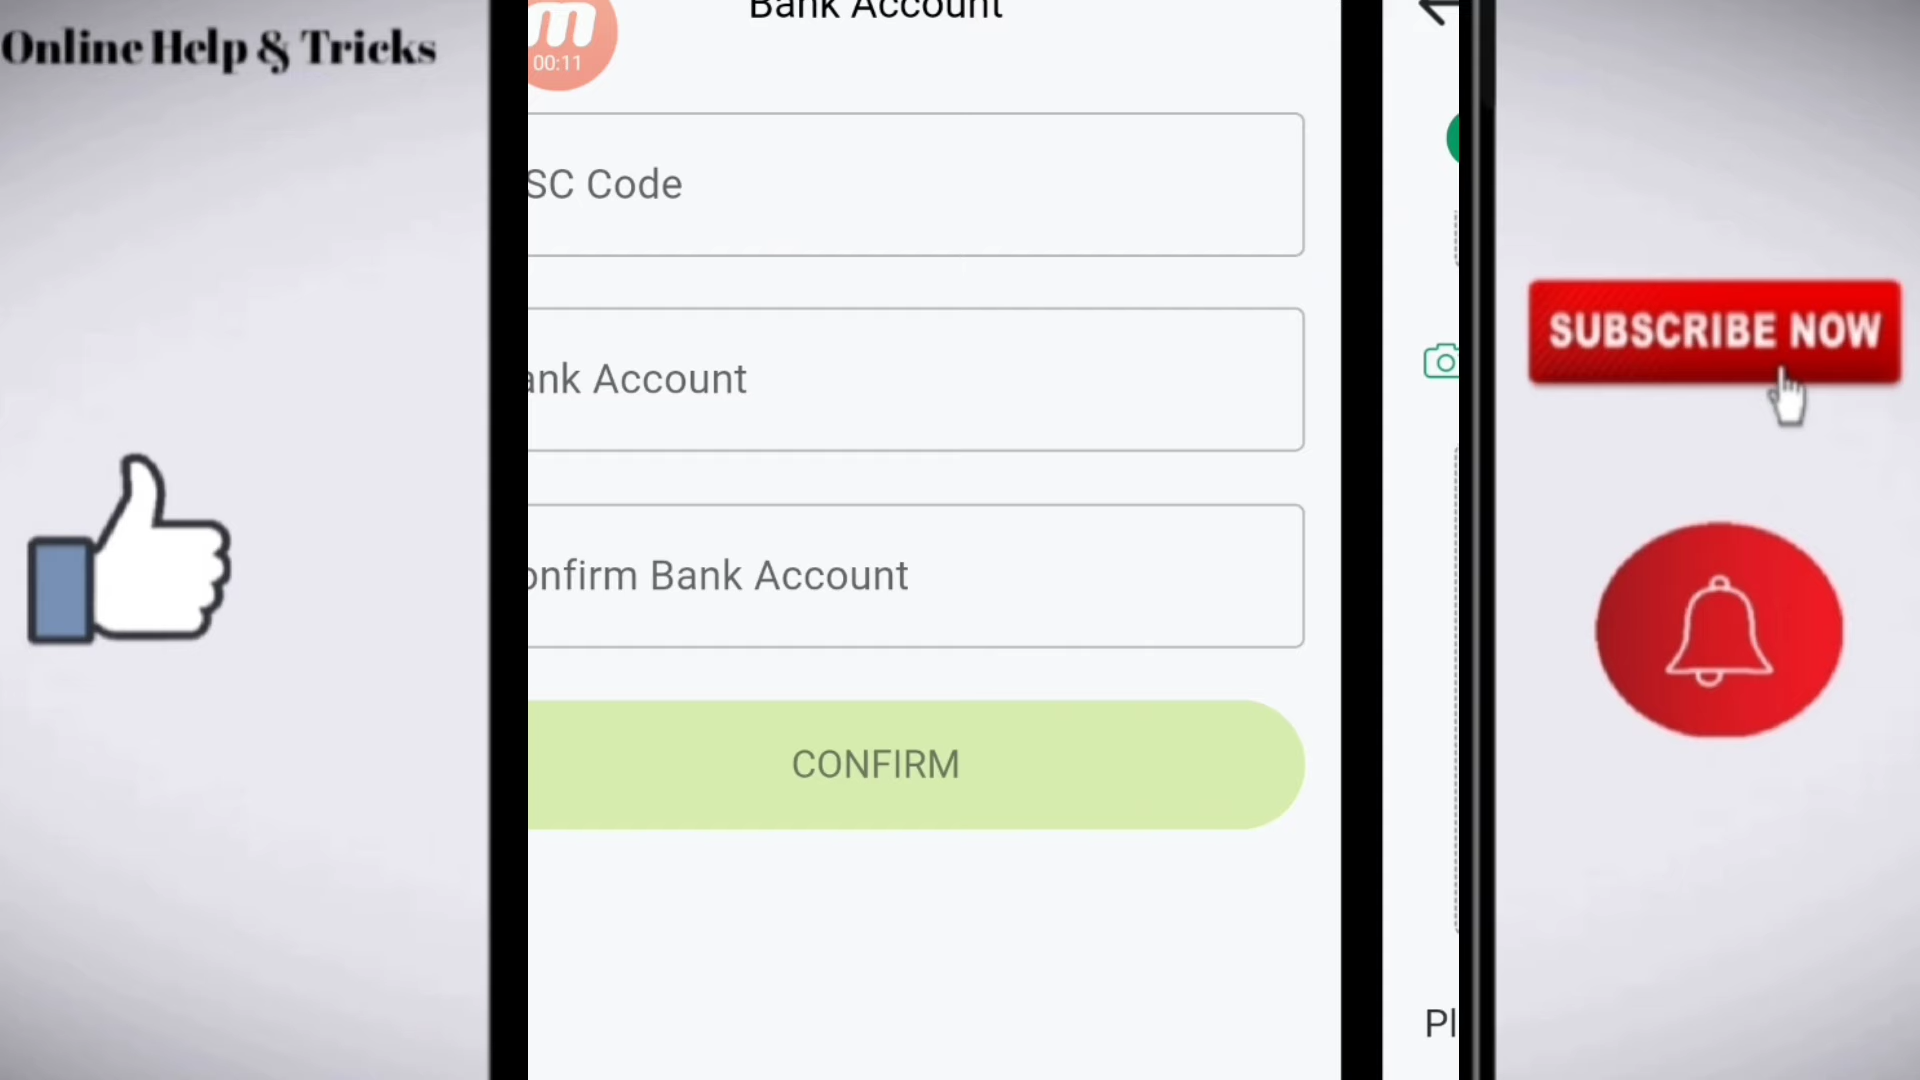 Online Help & Tricks
Bank Account
m
00:11
SC Code
ank Account
onfirm Bank Account
CONFIRM
SUBSCRIBE NOW
Pl